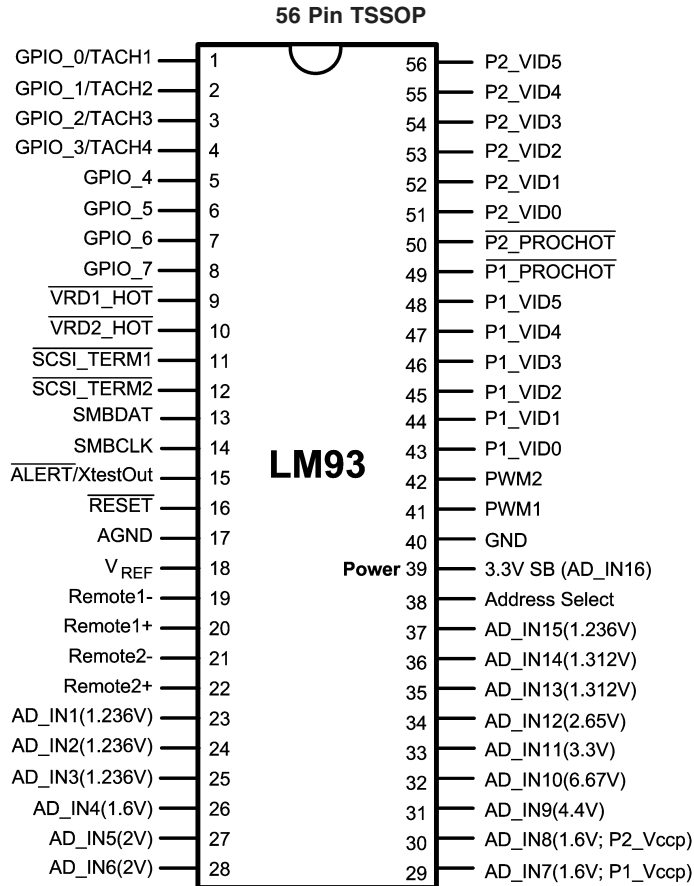 56 Pin TSSOP
GPIO_0/TACH1 1
GPIO_1/TACH2 2
GPIO_2/TACH3 3
GPIO_3/TACH4 4
GPIO_4 5
GPIO_5 6
GPIO_6 7
GPIO_7 8
VRD1_HOT 9
VRD2_HOT 10
SCSI_TERM1 11
SCSI_TERM2 12
SMBDAT 13
SMBCLK 14
ALERT/XtestOut 15
RESET 16
AGND 17
VREF 18
Remote1- 19
Remote1+ 20
Remote2- 21
Remote2+ 22
AD_IN1(1.236V) 23
AD_IN2(1.236V) 24
AD_IN3(1.236V) 25
AD_IN4(1.6V) 26
AD_IN5(2V) 27
AD_IN6(2V) 28
LM93
56 P2_VID5
55 P2_VID4
54 P2_VID3
53 P2_VID2
52 P2_VID1
51 P2_VID0
50 P2_PROCHOT
49 P1_PROCHOT
48 P1_VID5
47 P1_VID4
46 P1_VID3
45 P1_VID2
44 P1_VID1
43 P1_VID0
42 PWM2
41 PWM1
40 GND
Power 39 3.3V SB (AD_IN16)
38 Address Select
37 AD_IN15(1.236V)
36 AD_IN14(1.312V)
35 AD_IN13(1.312V)
34 AD_IN12(2.65V)
33 AD_IN11(3.3V)
32 AD_IN10(6.67V)
31 AD_IN9(4.4V)
30 AD_IN8(1.6V; P2_Vccp)
29 AD_IN7(1.6V; P1_Vccp)